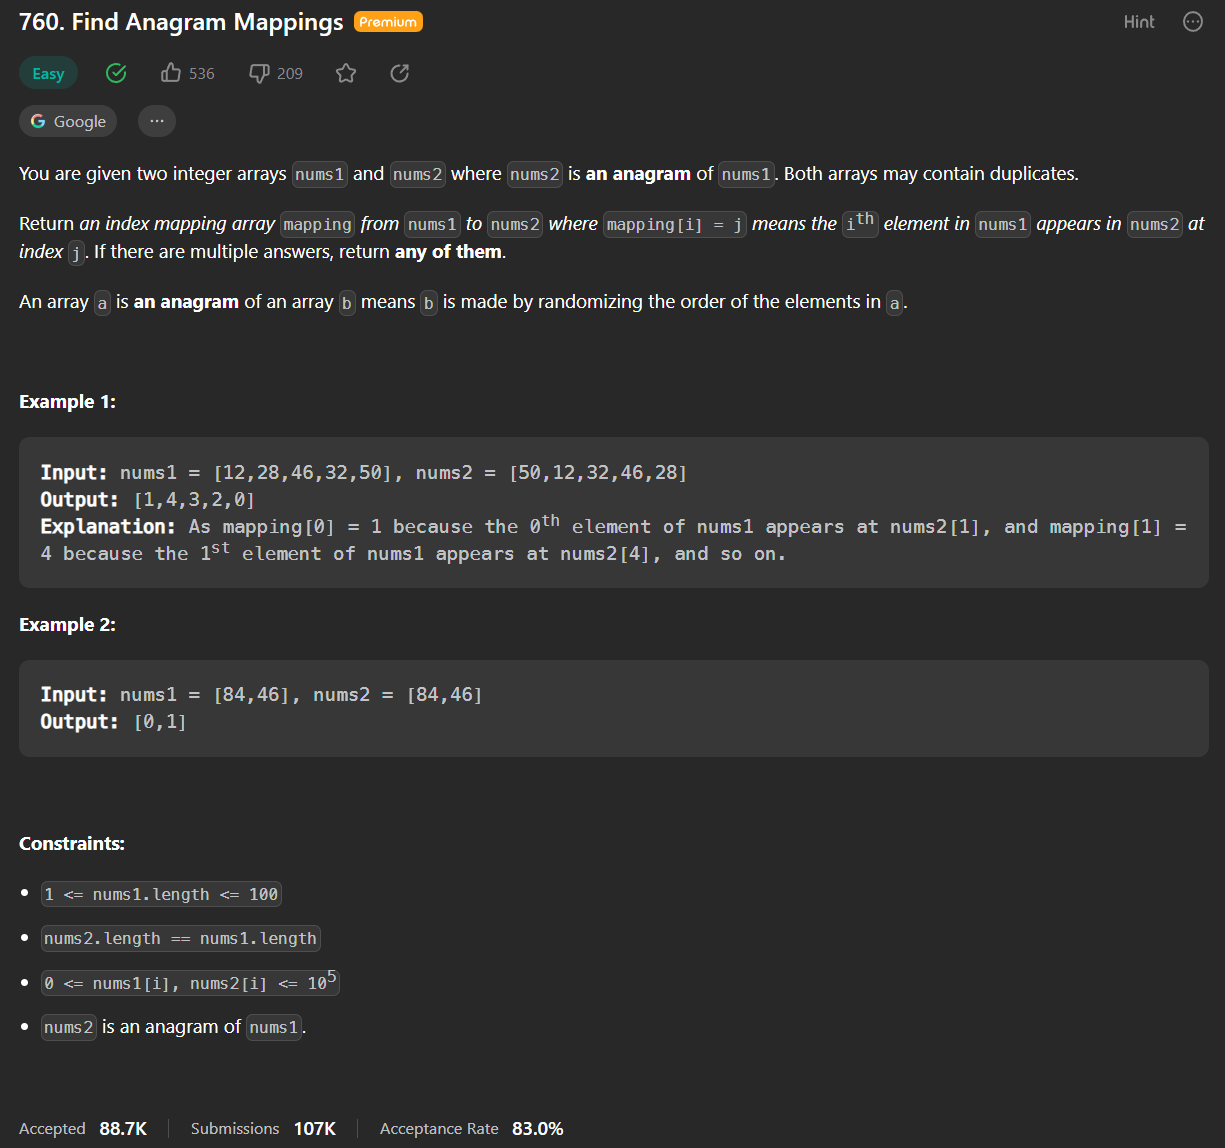 760. Find Anagram Mappings Premium Hint
Easy 536 209
Google ...
You are given two integer arrays nums1 and nums2 where nums2 is an anagram of nums1. Both arrays may contain duplicates.
Return an index mapping array mapping from nums1 to nums2 where mapping[i] = j means the ith element in nums1 appears in nums2 at
index j. If there are multiple answers, return any of them.
An array a is an anagram of an array b means b is made by randomizing the order of the elements in a.
Example 1:
Input: nums1 = [12,28,46,32,50], nums2 = [50,12,32,46,28]
Output: [1,4,3,2,0]
Explanation: As mapping[0] = 1 because the 0th element of nums1 appears at nums2[1], and mapping[1] =
4 because the 1st element of nums1 appears at nums2[4], and so on.
Example 2:
Input: nums1 = [84,46], nums2 = [84,46]
Output: [0,1]
Constraints:
• 1 <= nums1.length <= 100
• nums2.length == nums1.length
• 0 <= nums1[i], nums2[i] <= 10^5
• nums2 is an anagram of nums1.
Accepted 88.7K Submissions 107K Acceptance Rate 83.0%